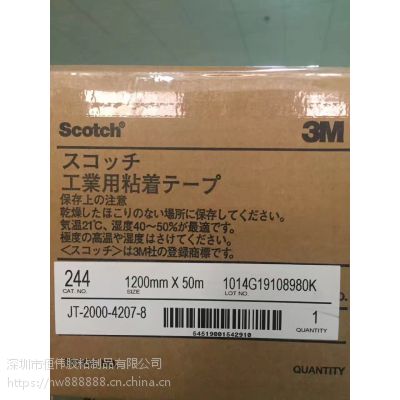 Scotch® 3M
スコッチ
工業用粘着テープ
保存上の注意
乾燥したほこりのない場所に保存してください。
気温21℃、湿度40～50%が最適です。
極度の高温や湿度はさけてください。
＜スコッチ＞は3M社の登録商標です。
244 1200mm X 50m 1014G19108980K
CAT NO. SIZE LOT NO.
JT-2000-4207-8 1
QUANTITY
64519001542910
深圳市恒伟胶粘制品有限公司
https://nw888888.cn.china.cn